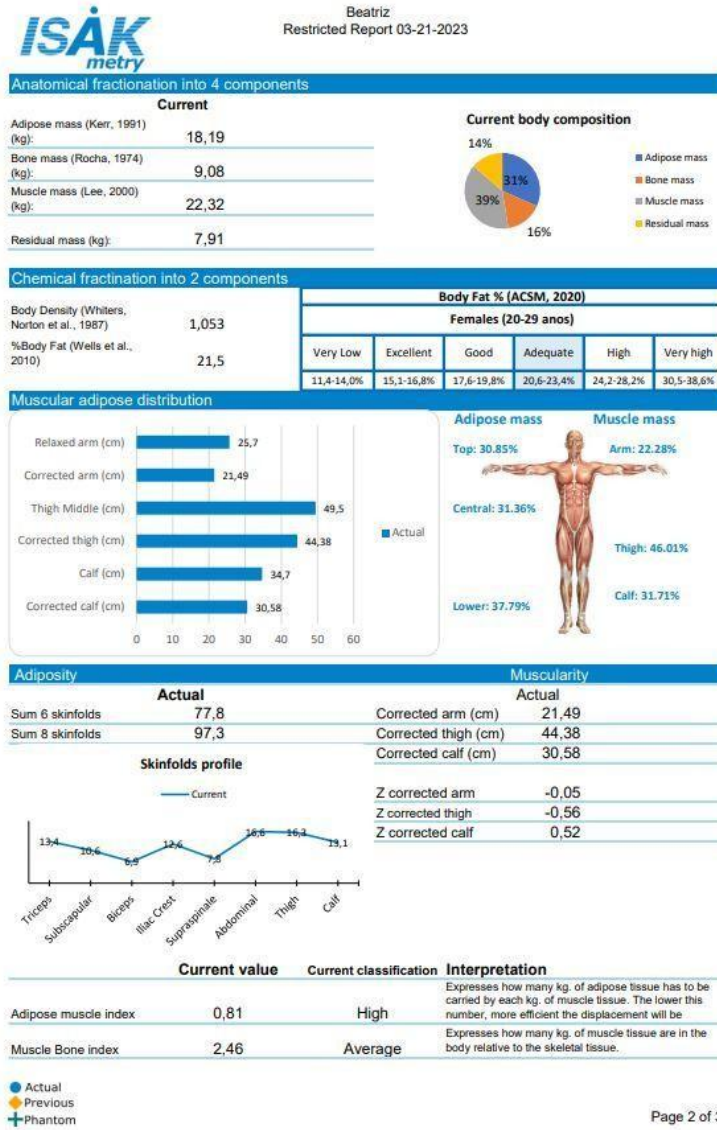 ISAK
metry
Beatriz
Restricted Report 03-21-2023
Anatomical fractionation into 4 components
Current
Adipose mass (Kerr, 1991)
(kg): 18,19
Bone mass (Rocha, 1974)
(kg): 9,08
Muscle mass (Lee, 2000)
(kg): 22,32
Residual mass (kg): 7,91
Current body composition
14%
31%
39%
16%
Adipose mass
Bone mass
Muscle mass
Residual mass
Chemical fractination into 2 components
Body Density (Whiters,
Norton et al., 1987) 1,053
%Body Fat (Wells et al.,
2010) 21,5
Body Fat % (ACSM, 2020)
Females (20-29 anos)
Very Low Excellent Good Adequate High Very high
11,4-14,0% 15,1-16,8% 17,6-19,8% 20,6-23,4% 24,2-28,2% 30,5-38,6%
Muscular adipose distribution
Relaxed arm (cm) 25,7
Corrected arm (cm) 21,49
Thigh Middle (cm) 49,5
Corrected thigh (cm) 44,38
Calf (cm) 34,7
Corrected calf (cm) 30,58
0 10 20 30 40 50 60
Actual
Adipose mass Muscle mass
Top: 30.85% Arm: 22.28%
Central: 31.36%
Thigh: 46.01%
Lower: 37.79% Calf: 31.71%
Adiposity
Actual
Sum 6 skinfolds 77,8
Sum 8 skinfolds 97,3
Muscularity
Actual
Corrected arm (cm) 21,49
Corrected thigh (cm) 44,38
Corrected calf (cm) 30,58
Z corrected arm -0,05
Z corrected thigh -0,56
Z corrected calf 0,52
Skinfolds profile
Current
13,4 10,6 6,9 12,6 7,8 16,6 16,3 13,1
Triceps Subscapular Biceps Iliac Crest Supraspinale Abdominal Thigh Calf
Current value Current classification Interpretation
Adipose muscle index 0,81 High
Expresses how many kg. of adipose tissue has to be
carried by each kg. of muscle tissue. The lower this
number, more efficient the displacement will be
Muscle Bone index 2,46 Average
Expresses how many kg. of muscle tissue are in the
body relative to the skeletal tissue.
Actual
Previous
Phantom
Page 2 of 3